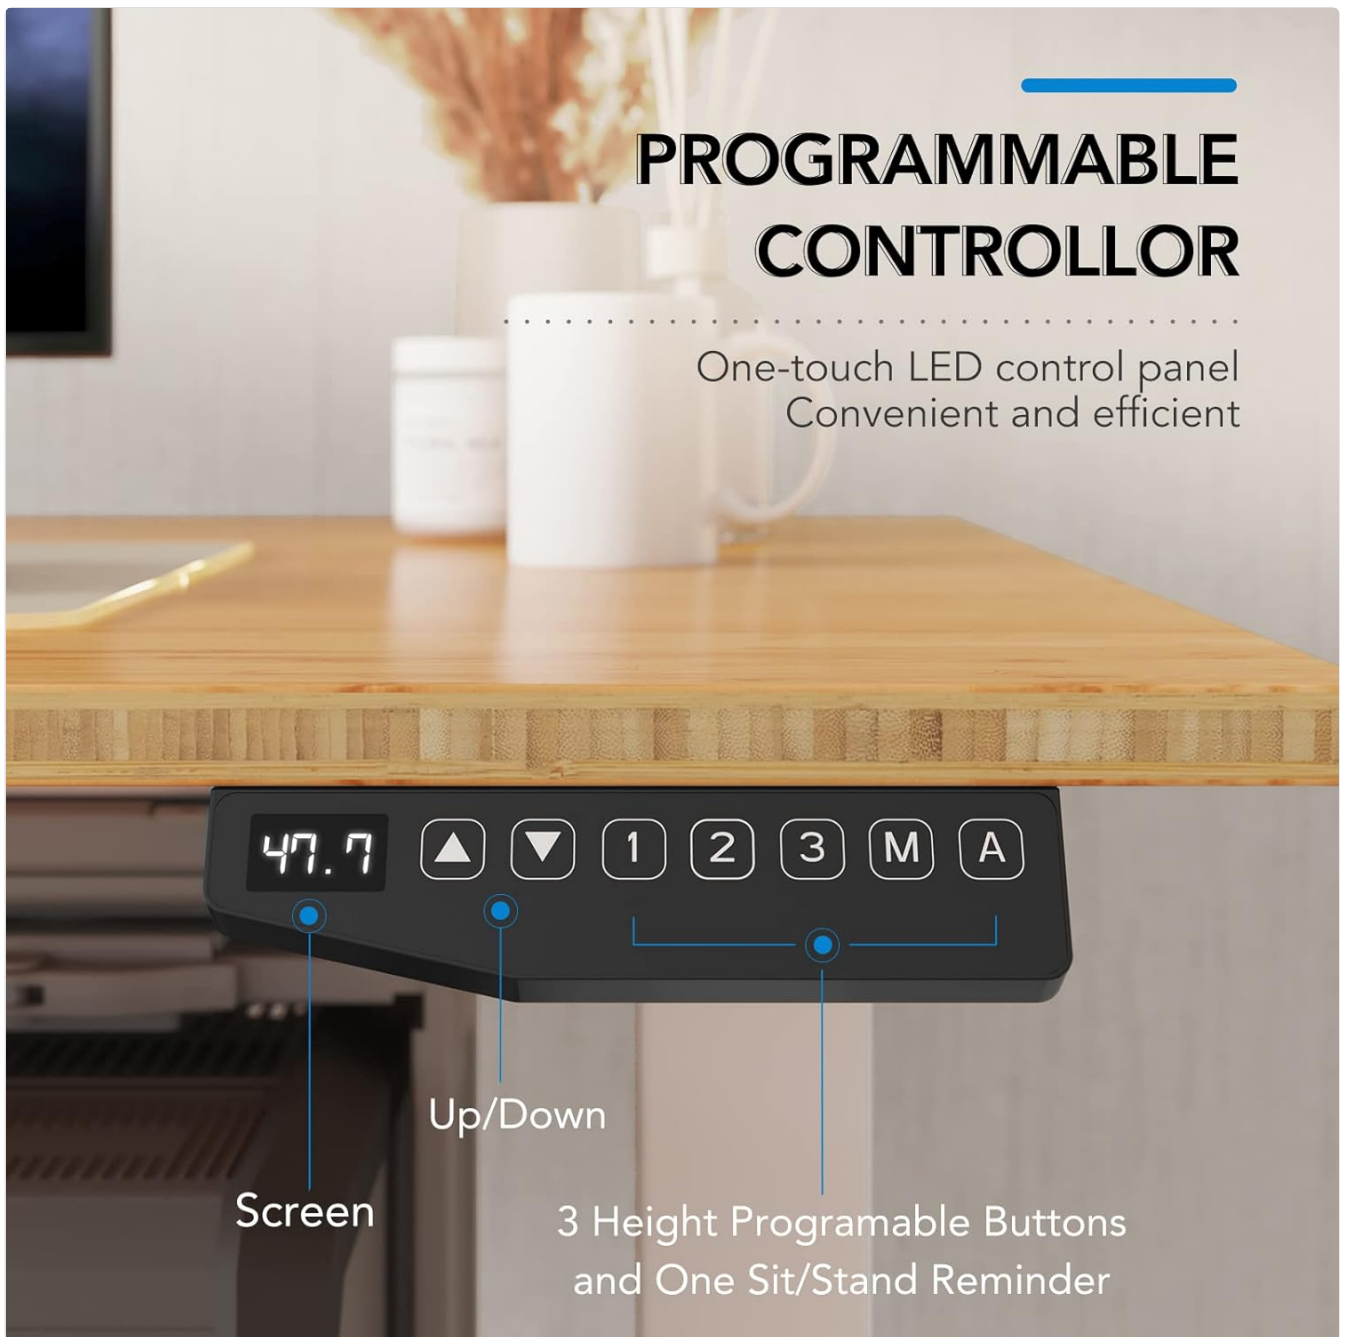 PROGRAMMABLE
CONTROLLOR
One-touch LED control panel
Convenient and efficient
47.7
1 2 3 M A
Up/Down
Screen
3 Height Programable Buttons
and One Sit/Stand Reminder